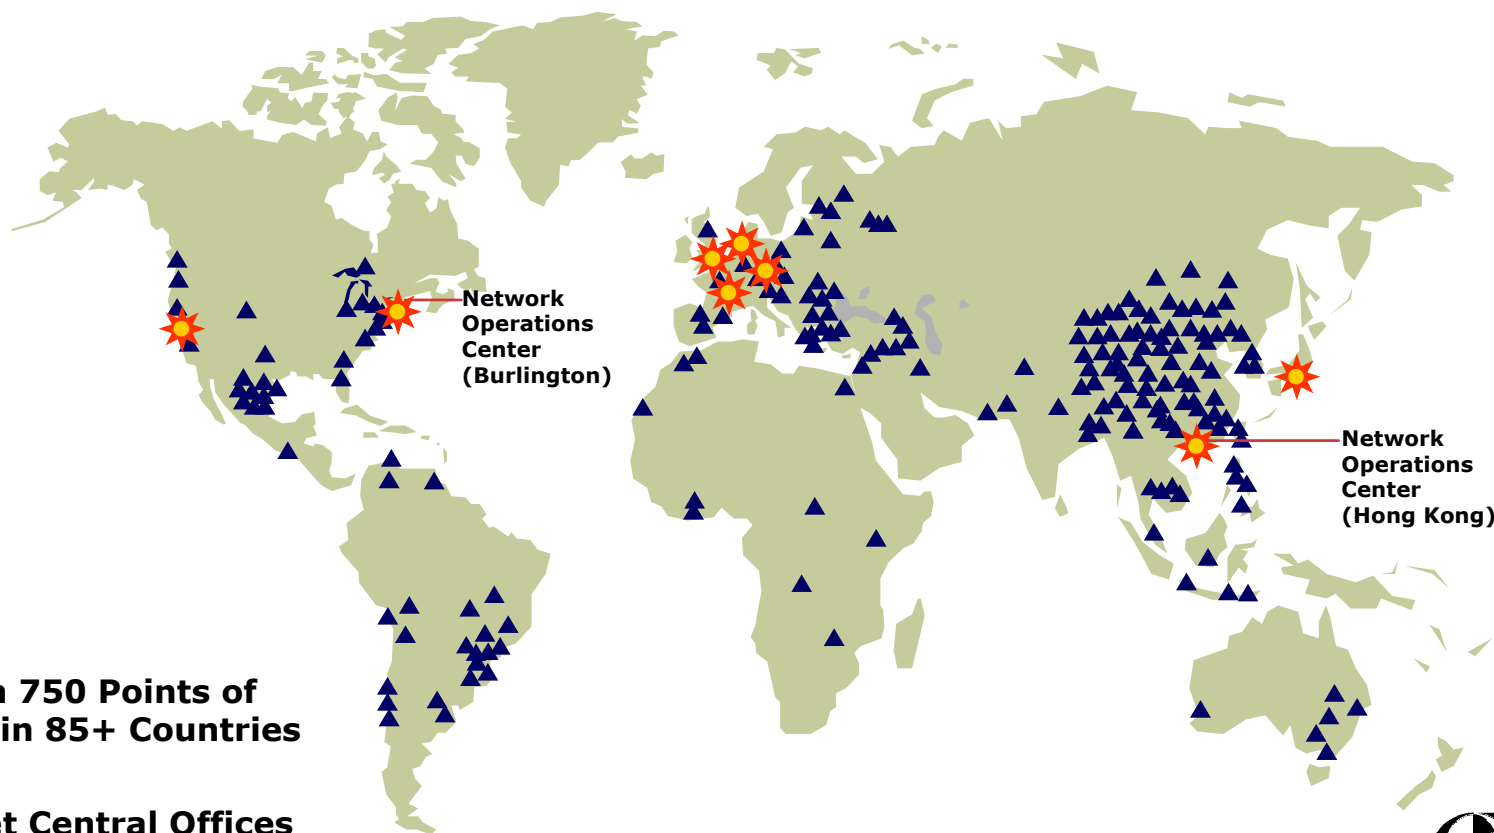 Network
Operations
Center
(Burlington)
Network
Operations
Center
(Hong Kong)
750 Points of
in 85+ Countries
Central Offices